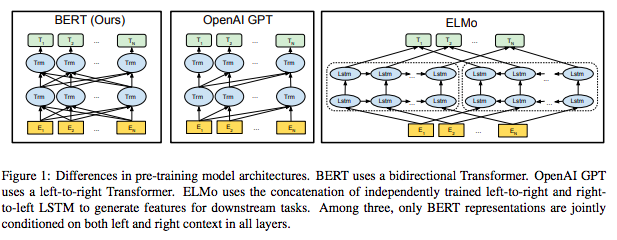 BERT (Ours)
T1 T2 ... TN
Trm Trm ... Trm
Trm Trm ... Trm
E1 E2 ... EN
OpenAI GPT
T1 T2 ... TN
Trm Trm ... Trm
Trm Trm ... Trm
E1 E2 ... EN
ELMo
T1 T2 ... TN
Lstm Lstm ... Lstm Lstm Lstm ... Lstm
Lstm Lstm ... Lstm Lstm Lstm ... Lstm
E1 E2 ... EN
Figure 1: Differences in pre-training model architectures. BERT uses a bidirectional Transformer. OpenAI GPT
uses a left-to-right Transformer. ELMo uses the concatenation of independently trained left-to-right and right-
to-left LSTM to generate features for downstream tasks. Among three, only BERT representations are jointly
conditioned on both left and right context in all layers.